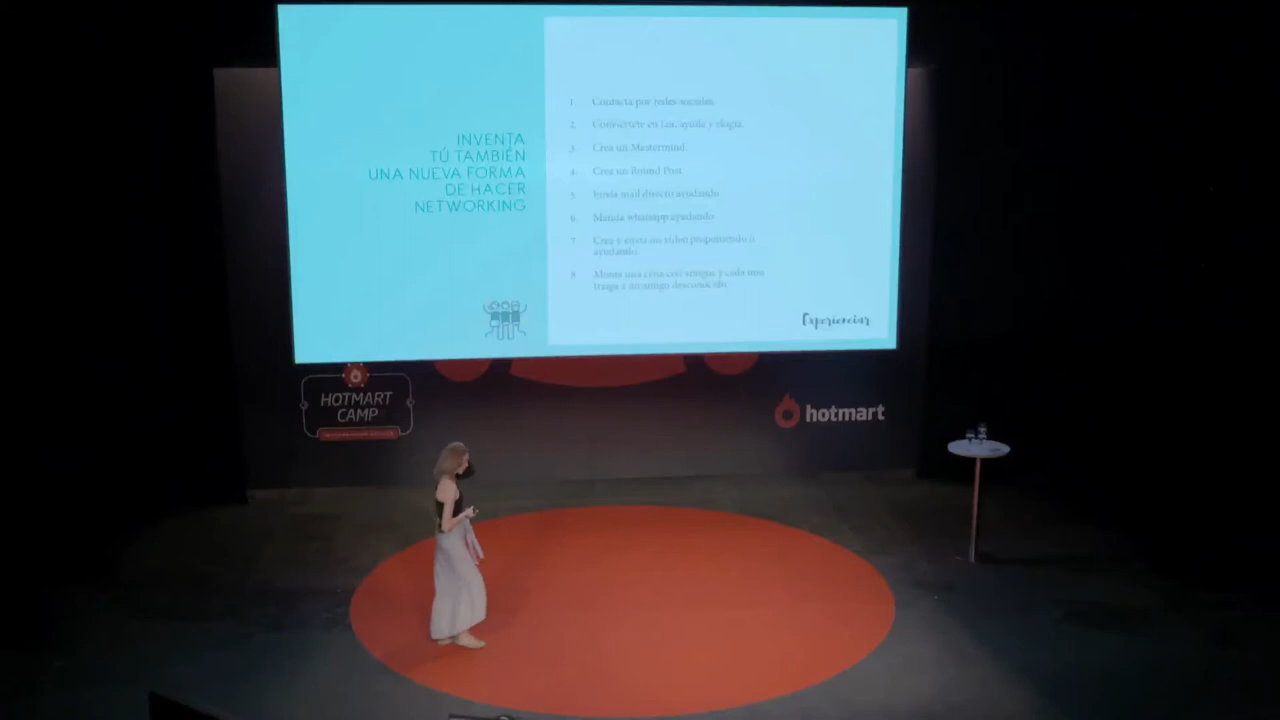 INVENTA
TÚ TAMBIÉN
UNA NUEVA FORMA
DE HACER
NETWORKING
1. Contacta por redes sociales.
2. Conviértete en fan, ayuda y elogia.
3. Crea un Mastermind.
4. Crea un Round Post.
5. Envía mail directo ayudando
6. Manda whatsapp ayudando
7. Crea y envía un video proponiendo o
ayudando.
8. Monta una cena con amigos y cada uno
traiga a un amigo desconocido.
Experienciar
HOTMART
CAMP
hotmart